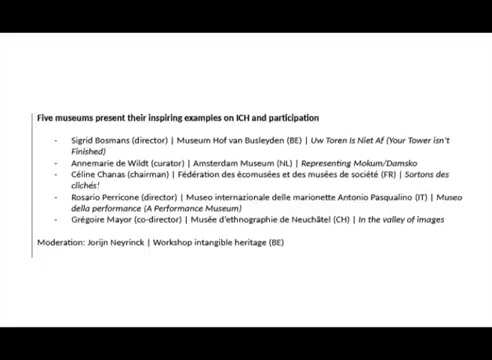 Five museums present their inspiring examples on ICH and participation
- Sigrid Bosmans (director) | Museum Hof van Busleyden (BE) | Uw Toren Is Niet Af (Your Tower isn't
Finished)
- Annemarie de Wildt (curator) | Amsterdam Museum (NL) | Representing Mokum/Damsko
- Céline Chanas (chairman) | Fédération des écomusées et des musées de société (FR) | Sortons des
clichés!
- Rosario Perricone (director) | Museo internazionale delle marionette Antonio Pasqualino (IT) | Museo
della performance (A Performance Museum)
- Grégoire Mayor (co-director) | Musée d'ethnographie de Neuchâtel (CH) | In the valley of images
Moderation: Jorijn Neyrinck | Workshop intangible heritage (BE)